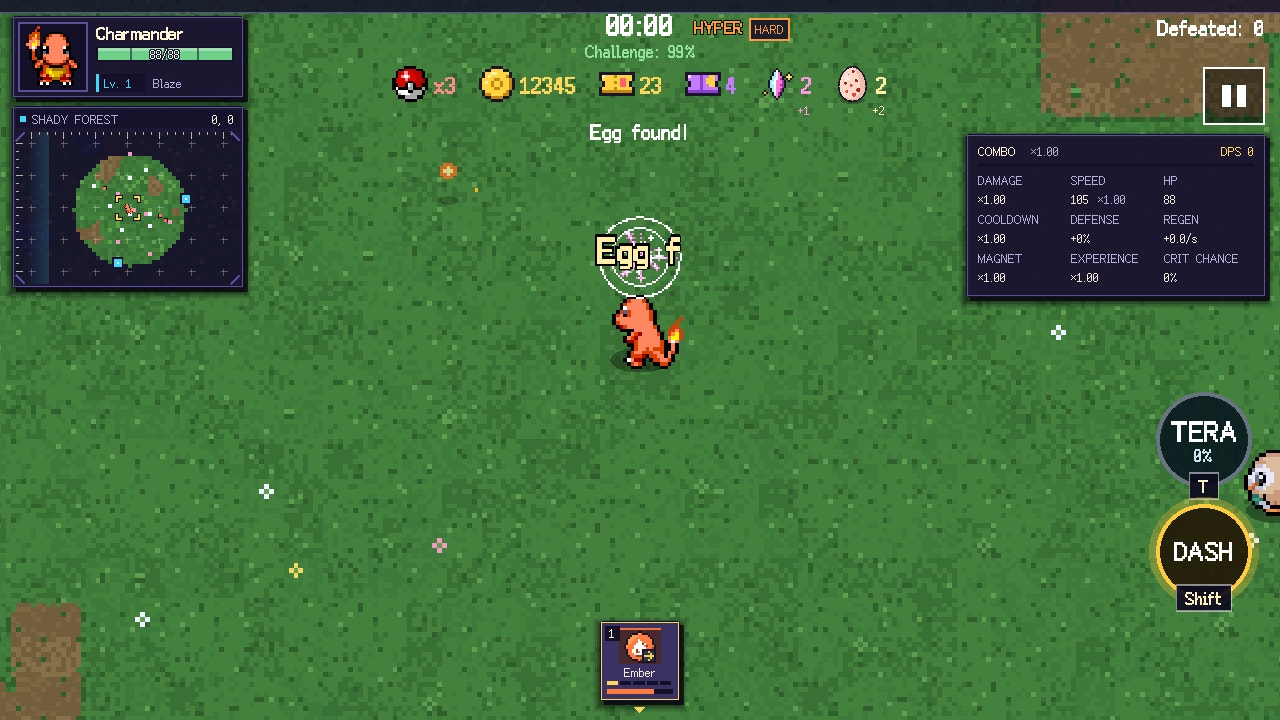 Charmander
88/88
Lv. 1 Blaze
SHADY FOREST 0, 0
00:00 HYPER HARD
Challenge: 99%
x3 12345 23 4 2 2
+1 +2
Egg found!
Egg f
Defeated: 0
COMBO ×1.00 DPS 0
DAMAGE SPEED HP
×1.00 105 ×1.00 88
COOLDOWN DEFENSE REGEN
×1.00 +0% +0.0/s
MAGNET EXPERIENCE CRIT CHANCE
×1.00 ×1.00 0%
TERA
0%
T
DASH
Shift
1
Ember